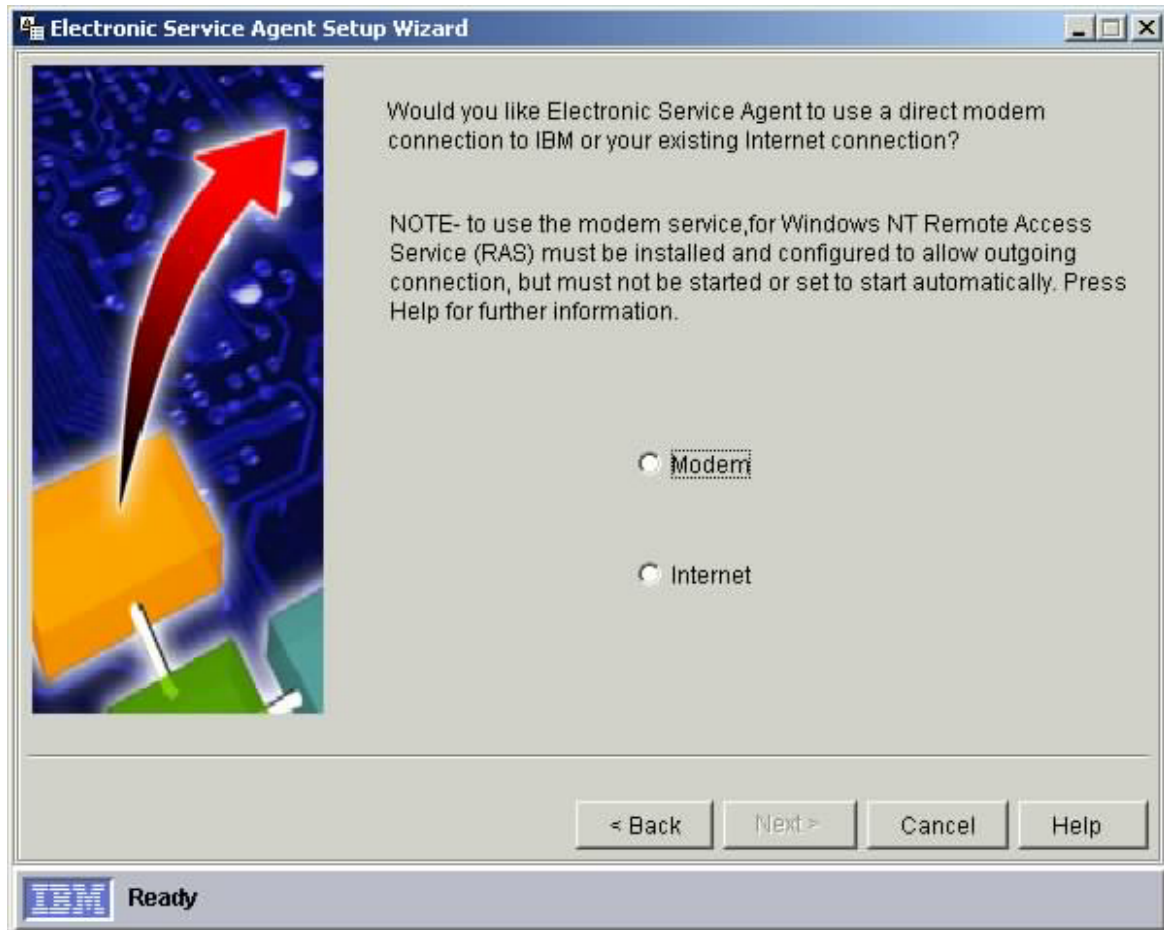 Electronic Service Agent Setup Wizard
Would you like Electronic Service Agent to use a direct modem
connection to IBM or your existing Internet connection?
NOTE- to use the modem service,for Windows NT Remote Access
Service (RAS) must be installed and configured to allow outgoing
connection, but must not be started or set to start automatically. Press
Help for further information.
Modem
Internet
< Back
Next >
Cancel
Help
IBM
Ready